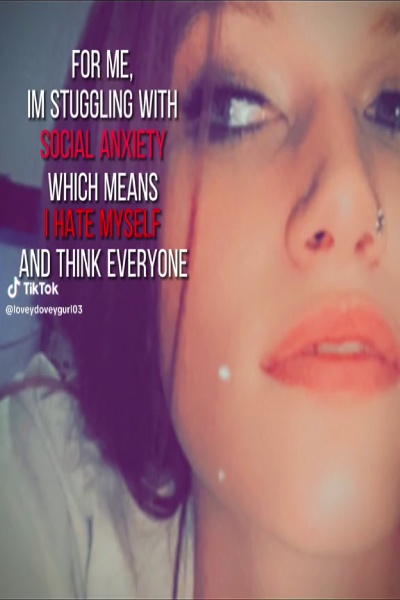 FOR ME,
IM STUGGLING WITH
SOCIAL ANXIETY
WHICH MEANS
I HATE MYSELF
AND THINK EVERYONE
TikTok
@loveydoveygurl03